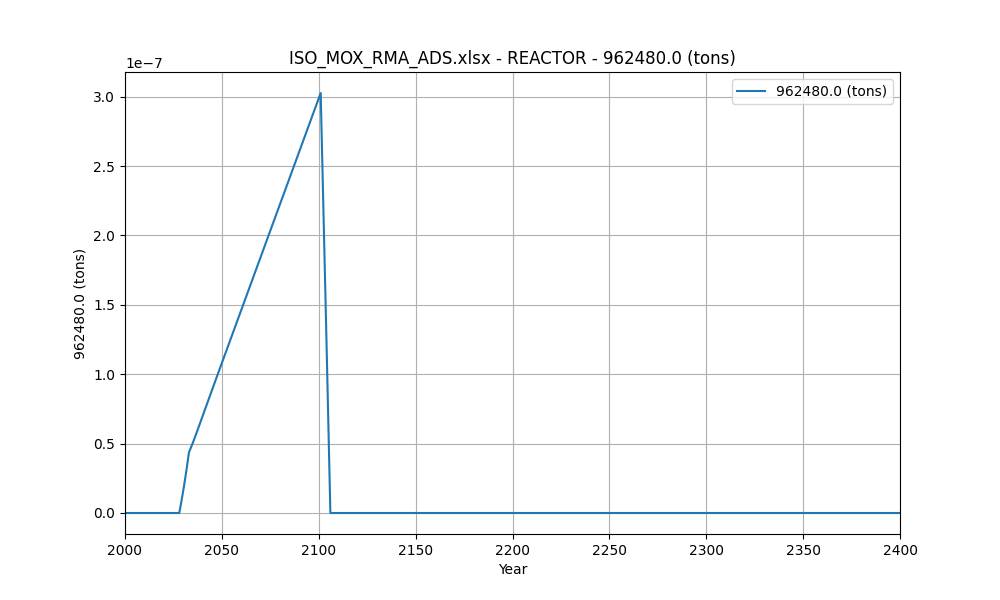 ISO_MOX_RMA_ADS.xlsx - REACTOR - 962480.0 (tons)
1e−7
962480.0 (tons)
3.0
2.5
2.0
1.5
1.0
0.5
0.0
962480.0 (tons)
2000 2050 2100 2150 2200 2250 2300 2350 2400
Year